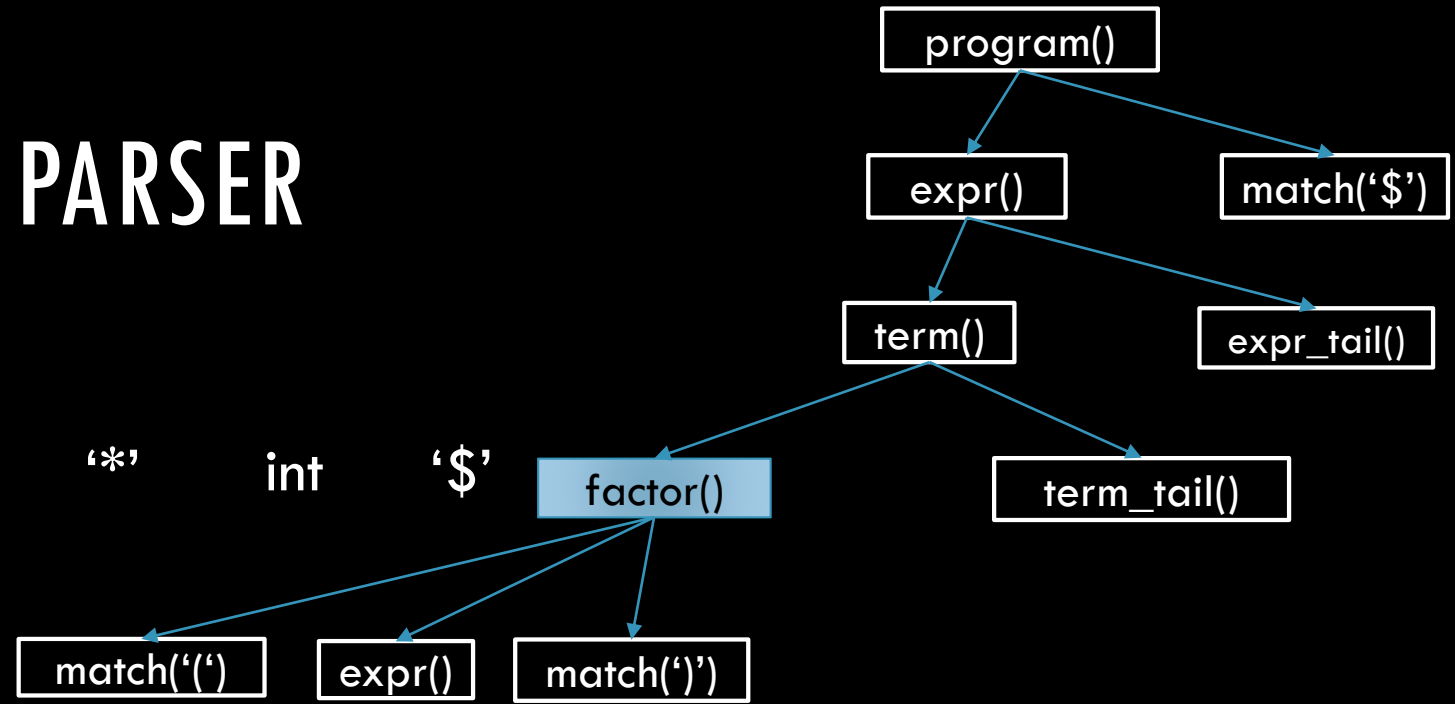 program()
PARSER
expr()
match(‘$’)
term()
expr_tail()
‘*’ int ‘$’
factor()
term_tail()
match(‘(‘)
expr()
match(‘)’)